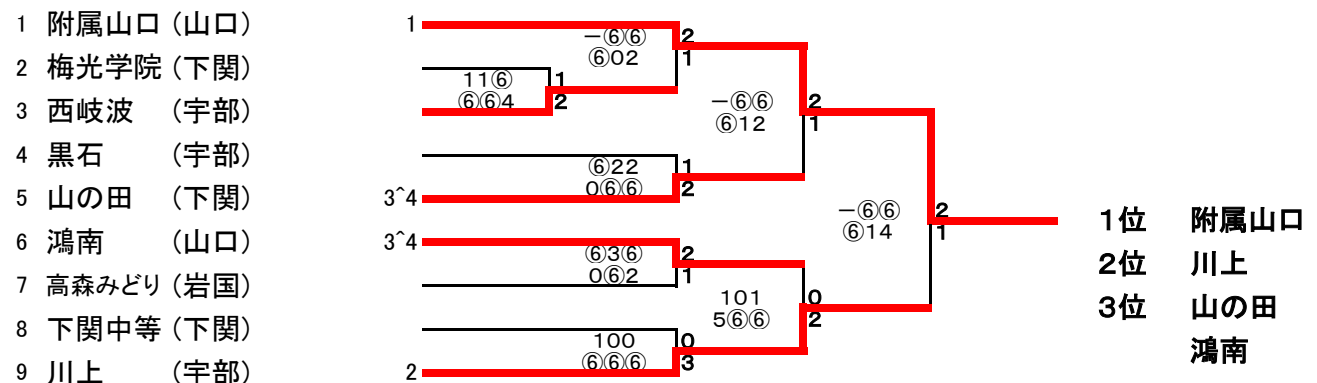 1 附属山口 (山口) 1
－⑥⑥ 2
⑥02 1
2 梅光学院 (下関)
11⑥ 1
⑥⑥4 2
3 西岐波 (宇部)
－⑥⑥ 2
⑥12 1
4 黒石 (宇部)
⑥22 1
0⑥⑥ 2
5 山の田 (下関) 3^4
－⑥⑥ 2
⑥14 1
6 鴻南 (山口) 3^4
⑥3⑥ 2
0⑥2 1
7 高森みどり (岩国)
101 0
5⑥⑥ 2
8 下関中等 (下関)
100 0
⑥⑥⑥ 3
9 川上 (宇部) 2
1位 附属山口
2位 川上
3位 山の田
鴻南